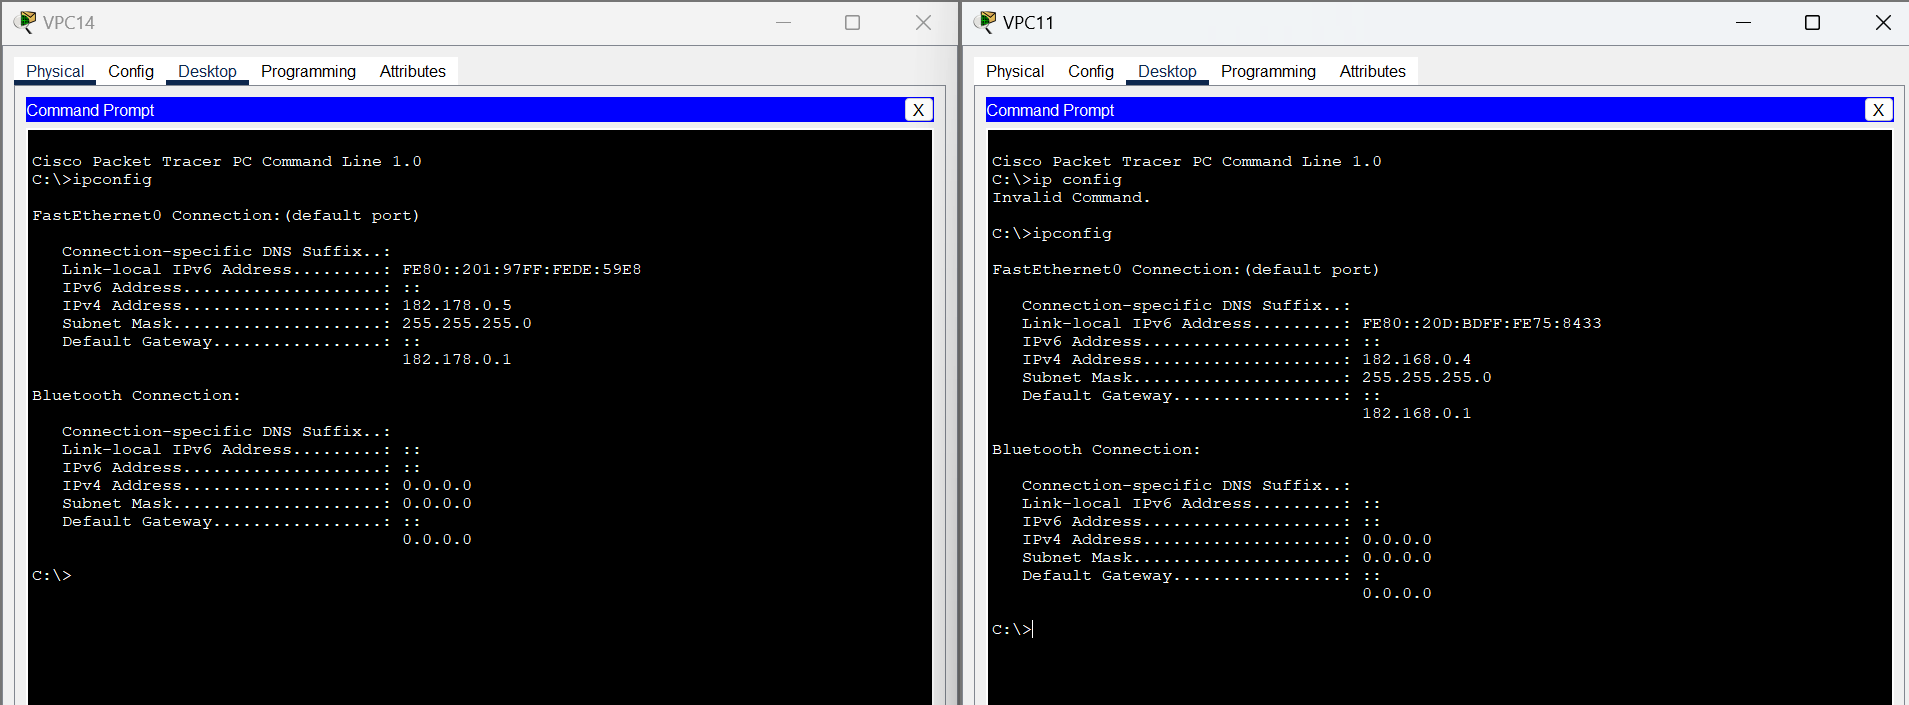 VPC14
Physical Config Desktop Programming Attributes
Command Prompt X
Cisco Packet Tracer PC Command Line 1.0
C:\>ipconfig
FastEthernet0 Connection:(default port)
Connection-specific DNS Suffix..:
Link-local IPv6 Address.........: FE80::201:97FF:FEDE:59E8
IPv6 Address....................: ::
IPv4 Address....................: 182.178.0.5
Subnet Mask.....................: 255.255.255.0
Default Gateway.................: ::
182.178.0.1
Bluetooth Connection:
Connection-specific DNS Suffix..:
Link-local IPv6 Address.........: ::
IPv6 Address....................: ::
IPv4 Address....................: 0.0.0.0
Subnet Mask.....................: 0.0.0.0
Default Gateway.................: ::
0.0.0.0
C:\>
VPC11
Physical Config Desktop Programming Attributes
Command Prompt X
Cisco Packet Tracer PC Command Line 1.0
C:\>ip config
Invalid Command.
C:\>ipconfig
FastEthernet0 Connection:(default port)
Connection-specific DNS Suffix..:
Link-local IPv6 Address.........: FE80::20D:BDFF:FE75:8433
IPv6 Address....................: ::
IPv4 Address....................: 182.168.0.4
Subnet Mask.....................: 255.255.255.0
Default Gateway.................: ::
182.168.0.1
Bluetooth Connection:
Connection-specific DNS Suffix..:
Link-local IPv6 Address.........: ::
IPv6 Address....................: ::
IPv4 Address....................: 0.0.0.0
Subnet Mask.....................: 0.0.0.0
Default Gateway.................: ::
0.0.0.0
C:\>